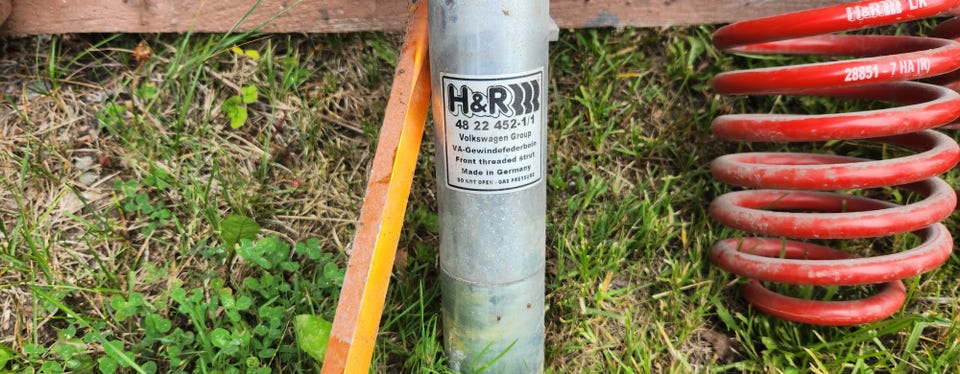 H&R
48 22 452-1/1
Volkswagen Group
VA-Gewindefederbein
Front threaded strut
Made in Germany
DO NOT OPEN - GAS PRESSURE
H&R L/R
28851 - 7 HA (R)